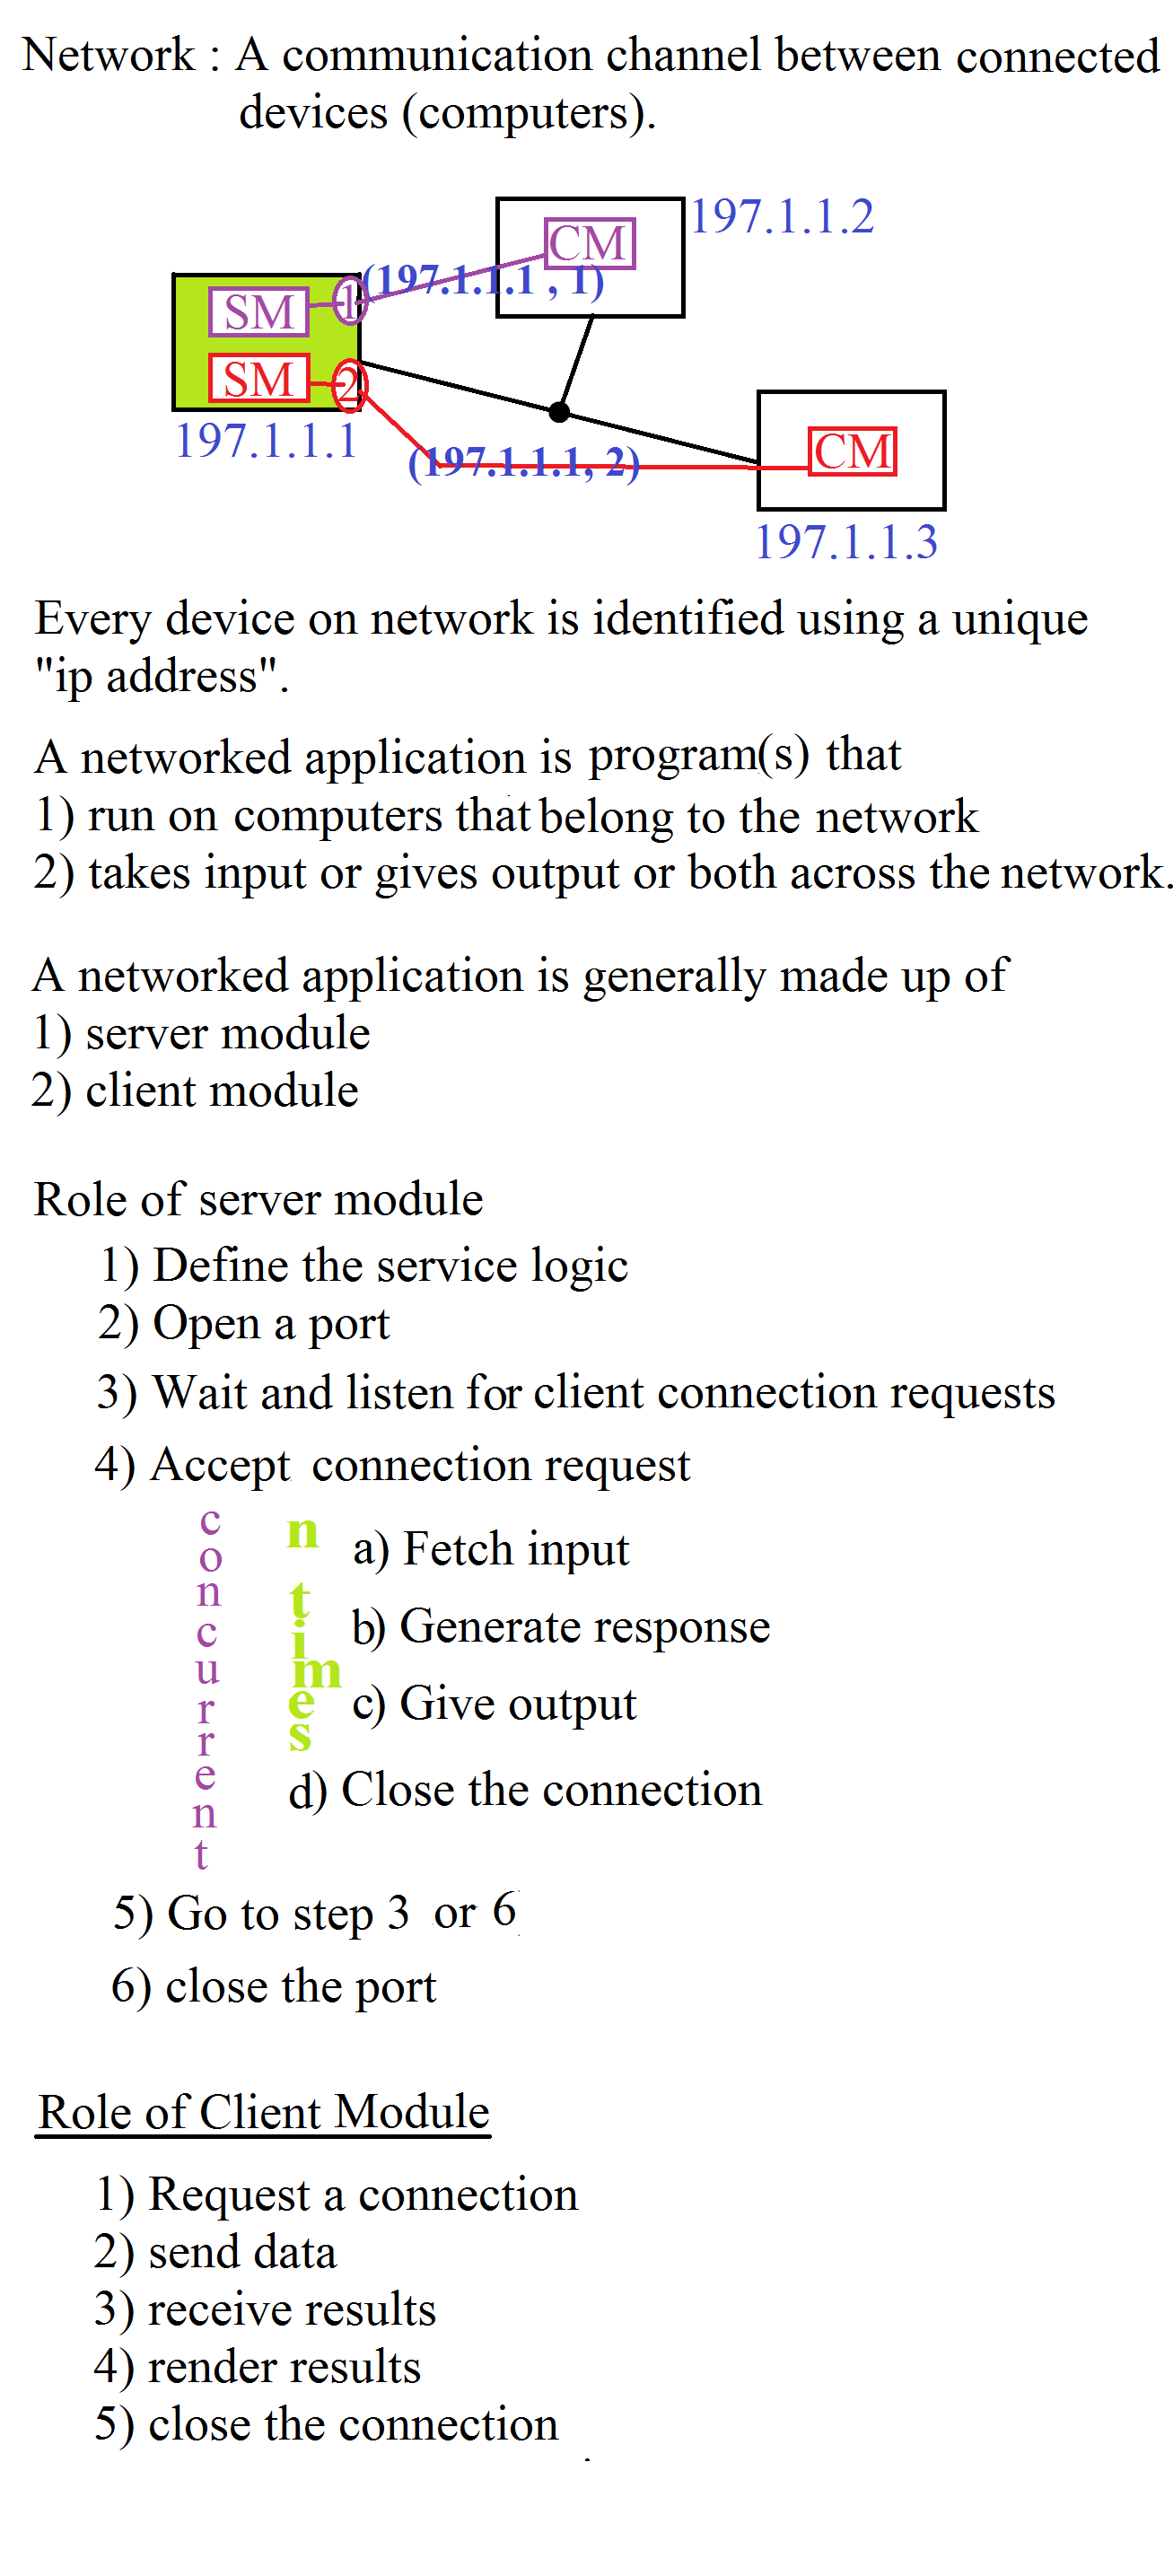 Network : A communication channel between connected
devices (computers).
197.1.1.2
CM
(197.1.1.1 , 1)
SM
1
SM
2
197.1.1.1
(197.1.1.1, 2)
CM
197.1.1.3
Every device on network is identified using a unique
"ip address".
A networked application is program(s) that
1) run on computers that belong to the network
2) takes input or gives output or both across the network.
A networked application is generally made up of
1) server module
2) client module
Role of server module
1) Define the service logic
2) Open a port
3) Wait and listen for client connection requests
4) Accept connection request
concurrent
n times
a) Fetch input
b) Generate response
c) Give output
d) Close the connection
5) Go to step 3 or 6
6) close the port
Role of Client Module
1) Request a connection
2) send data
3) receive results
4) render results
5) close the connection